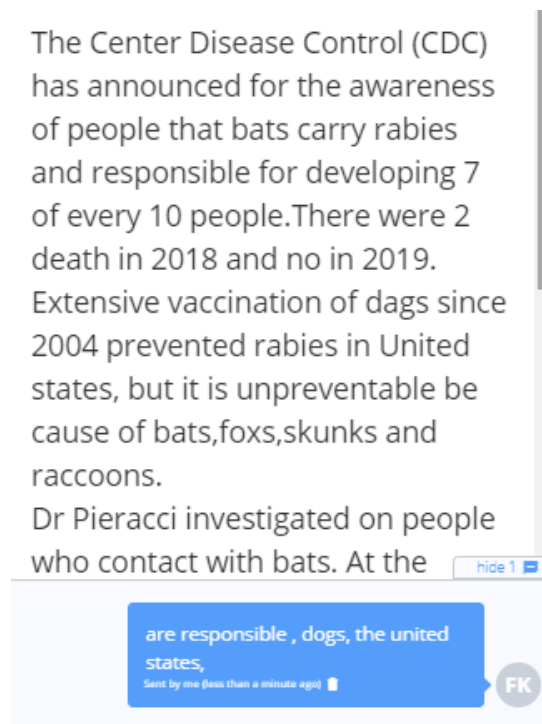 The Center Disease Control (CDC)
has announced for the awareness
of people that bats carry rabies
and responsible for developing 7
of every 10 people.There were 2
death in 2018 and no in 2019.
Extensive vaccination of dags since
2004 prevented rabies in United
states, but it is unpreventable be
cause of bats,foxs,skunks and
raccoons.
Dr Pieracci investigated on people
who contact with bats. At the
hide 1
are responsible , dogs, the united
states,
Sent by me (less than a minute ago)
FK